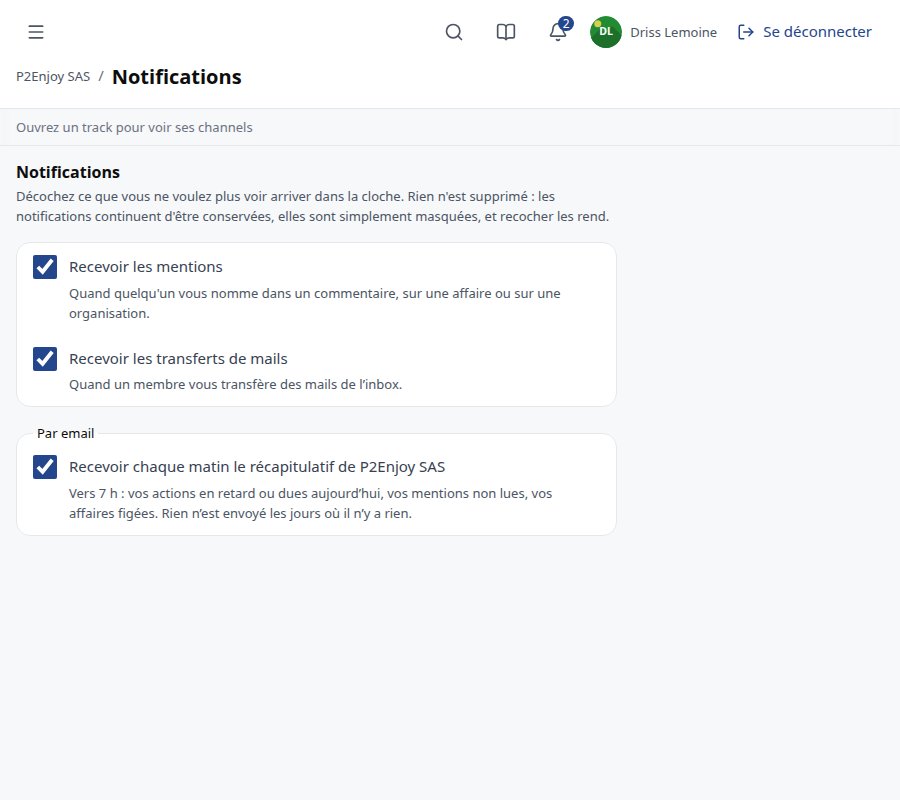 2
DL
Driss Lemoine
Se déconnecter
P2Enjoy SAS / Notifications
Ouvrez un track pour voir ses channels
Notifications
Décochez ce que vous ne voulez plus voir arriver dans la cloche. Rien n'est supprimé : les
notifications continuent d'être conservées, elles sont simplement masquées, et recocher les rend.
Recevoir les mentions
Quand quelqu'un vous nomme dans un commentaire, sur une affaire ou sur une
organisation.
Recevoir les transferts de mails
Quand un membre vous transfère des mails de l’inbox.
Par email
Recevoir chaque matin le récapitulatif de P2Enjoy SAS
Vers 7 h : vos actions en retard ou dues aujourd’hui, vos mentions non lues, vos
affaires figées. Rien n’est envoyé les jours où il n’y a rien.